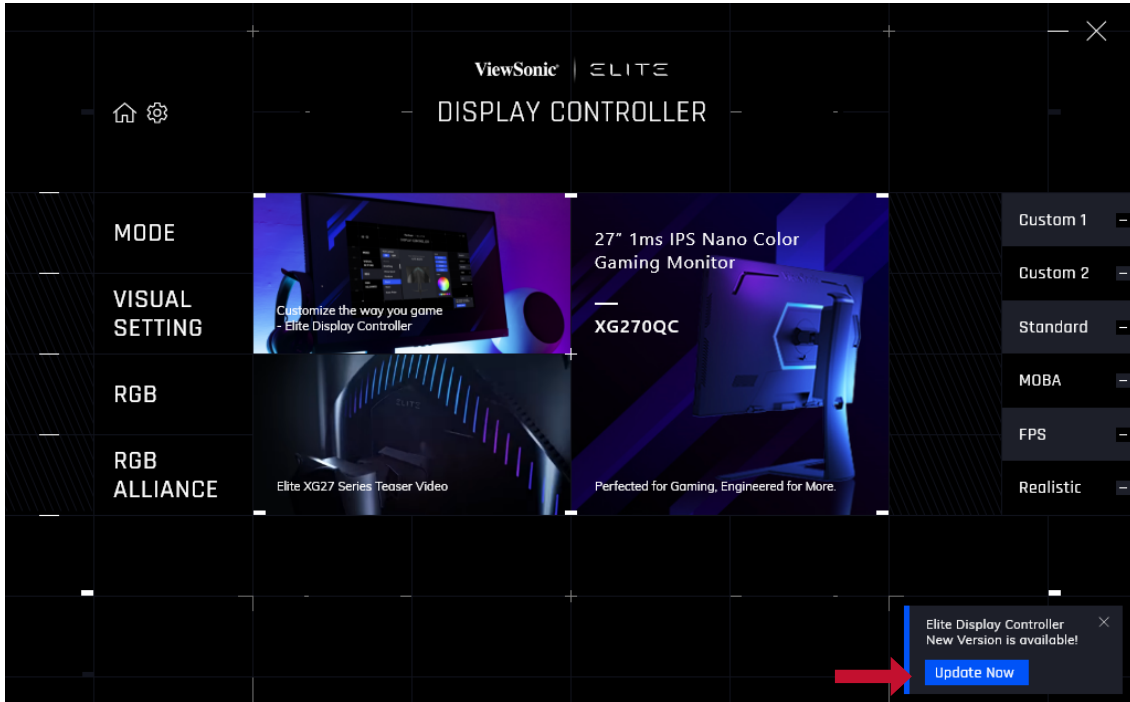 ViewSonic ELITE
DISPLAY CONTROLLER
MODE
VISUAL
SETTING
RGB
RGB
ALLIANCE
Customize the way you game
- Elite Display Controller
Elite XG27 Series Teaser Video
27" 1ms IPS Nano Color
Gaming Monitor
XG270QC
Perfected for Gaming, Engineered for More.
Custom 1
Custom 2
Standard
MOBA
FPS
Realistic
Elite Display Controller
New Version is available!
Update Now